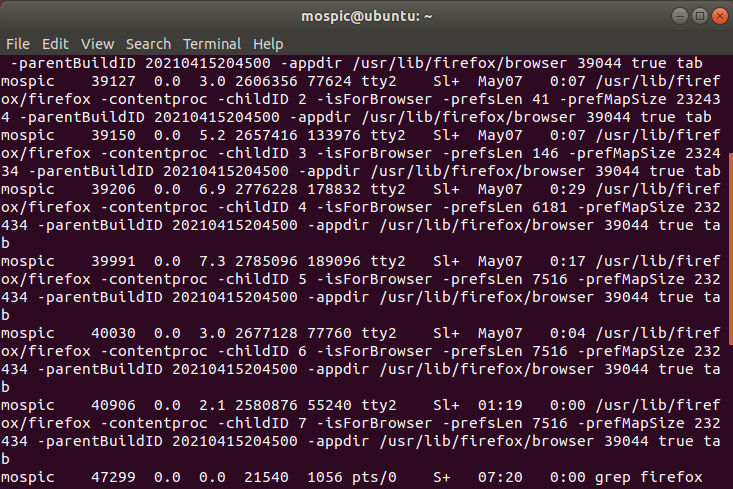 mospic@ubuntu: ~
File Edit View Search Terminal Help
 -parentBuildID 20210415204500 -appdir /usr/lib/firefox/browser 39044 true tab
mospic    39127  0.0  3.0 2606356 77624 tty2    Sl+  May07   0:07 /usr/lib/firef
ox/firefox -contentproc -childID 2 -isForBrowser -prefsLen 41 -prefMapSize 23243
4 -parentBuildID 20210415204500 -appdir /usr/lib/firefox/browser 39044 true tab
mospic    39150  0.0  5.2 2657416 133976 tty2   Sl+  May07   0:07 /usr/lib/firef
ox/firefox -contentproc -childID 3 -isForBrowser -prefsLen 146 -prefMapSize 2324
34 -parentBuildID 20210415204500 -appdir /usr/lib/firefox/browser 39044 true tab
mospic    39206  0.0  6.9 2776228 178832 tty2   Sl+  May07   0:29 /usr/lib/firef
ox/firefox -contentproc -childID 4 -isForBrowser -prefsLen 6181 -prefMapSize 232
434 -parentBuildID 20210415204500 -appdir /usr/lib/firefox/browser 39044 true ta
b
mospic    39991  0.0  7.3 2785096 189096 tty2   Sl+  May07   0:17 /usr/lib/firef
ox/firefox -contentproc -childID 5 -isForBrowser -prefsLen 7516 -prefMapSize 232
434 -parentBuildID 20210415204500 -appdir /usr/lib/firefox/browser 39044 true ta
b
mospic    40030  0.0  3.0 2677128 77760 tty2    Sl+  May07   0:04 /usr/lib/firef
ox/firefox -contentproc -childID 6 -isForBrowser -prefsLen 7516 -prefMapSize 232
434 -parentBuildID 20210415204500 -appdir /usr/lib/firefox/browser 39044 true ta
b
mospic    40906  0.0  2.1 2580876 55240 tty2    Sl+  01:19   0:00 /usr/lib/firef
ox/firefox -contentproc -childID 7 -isForBrowser -prefsLen 7516 -prefMapSize 232
434 -parentBuildID 20210415204500 -appdir /usr/lib/firefox/browser 39044 true ta
b
mospic    47299  0.0  0.0  21540  1056 pts/0    S+   07:20   0:00 grep firefox